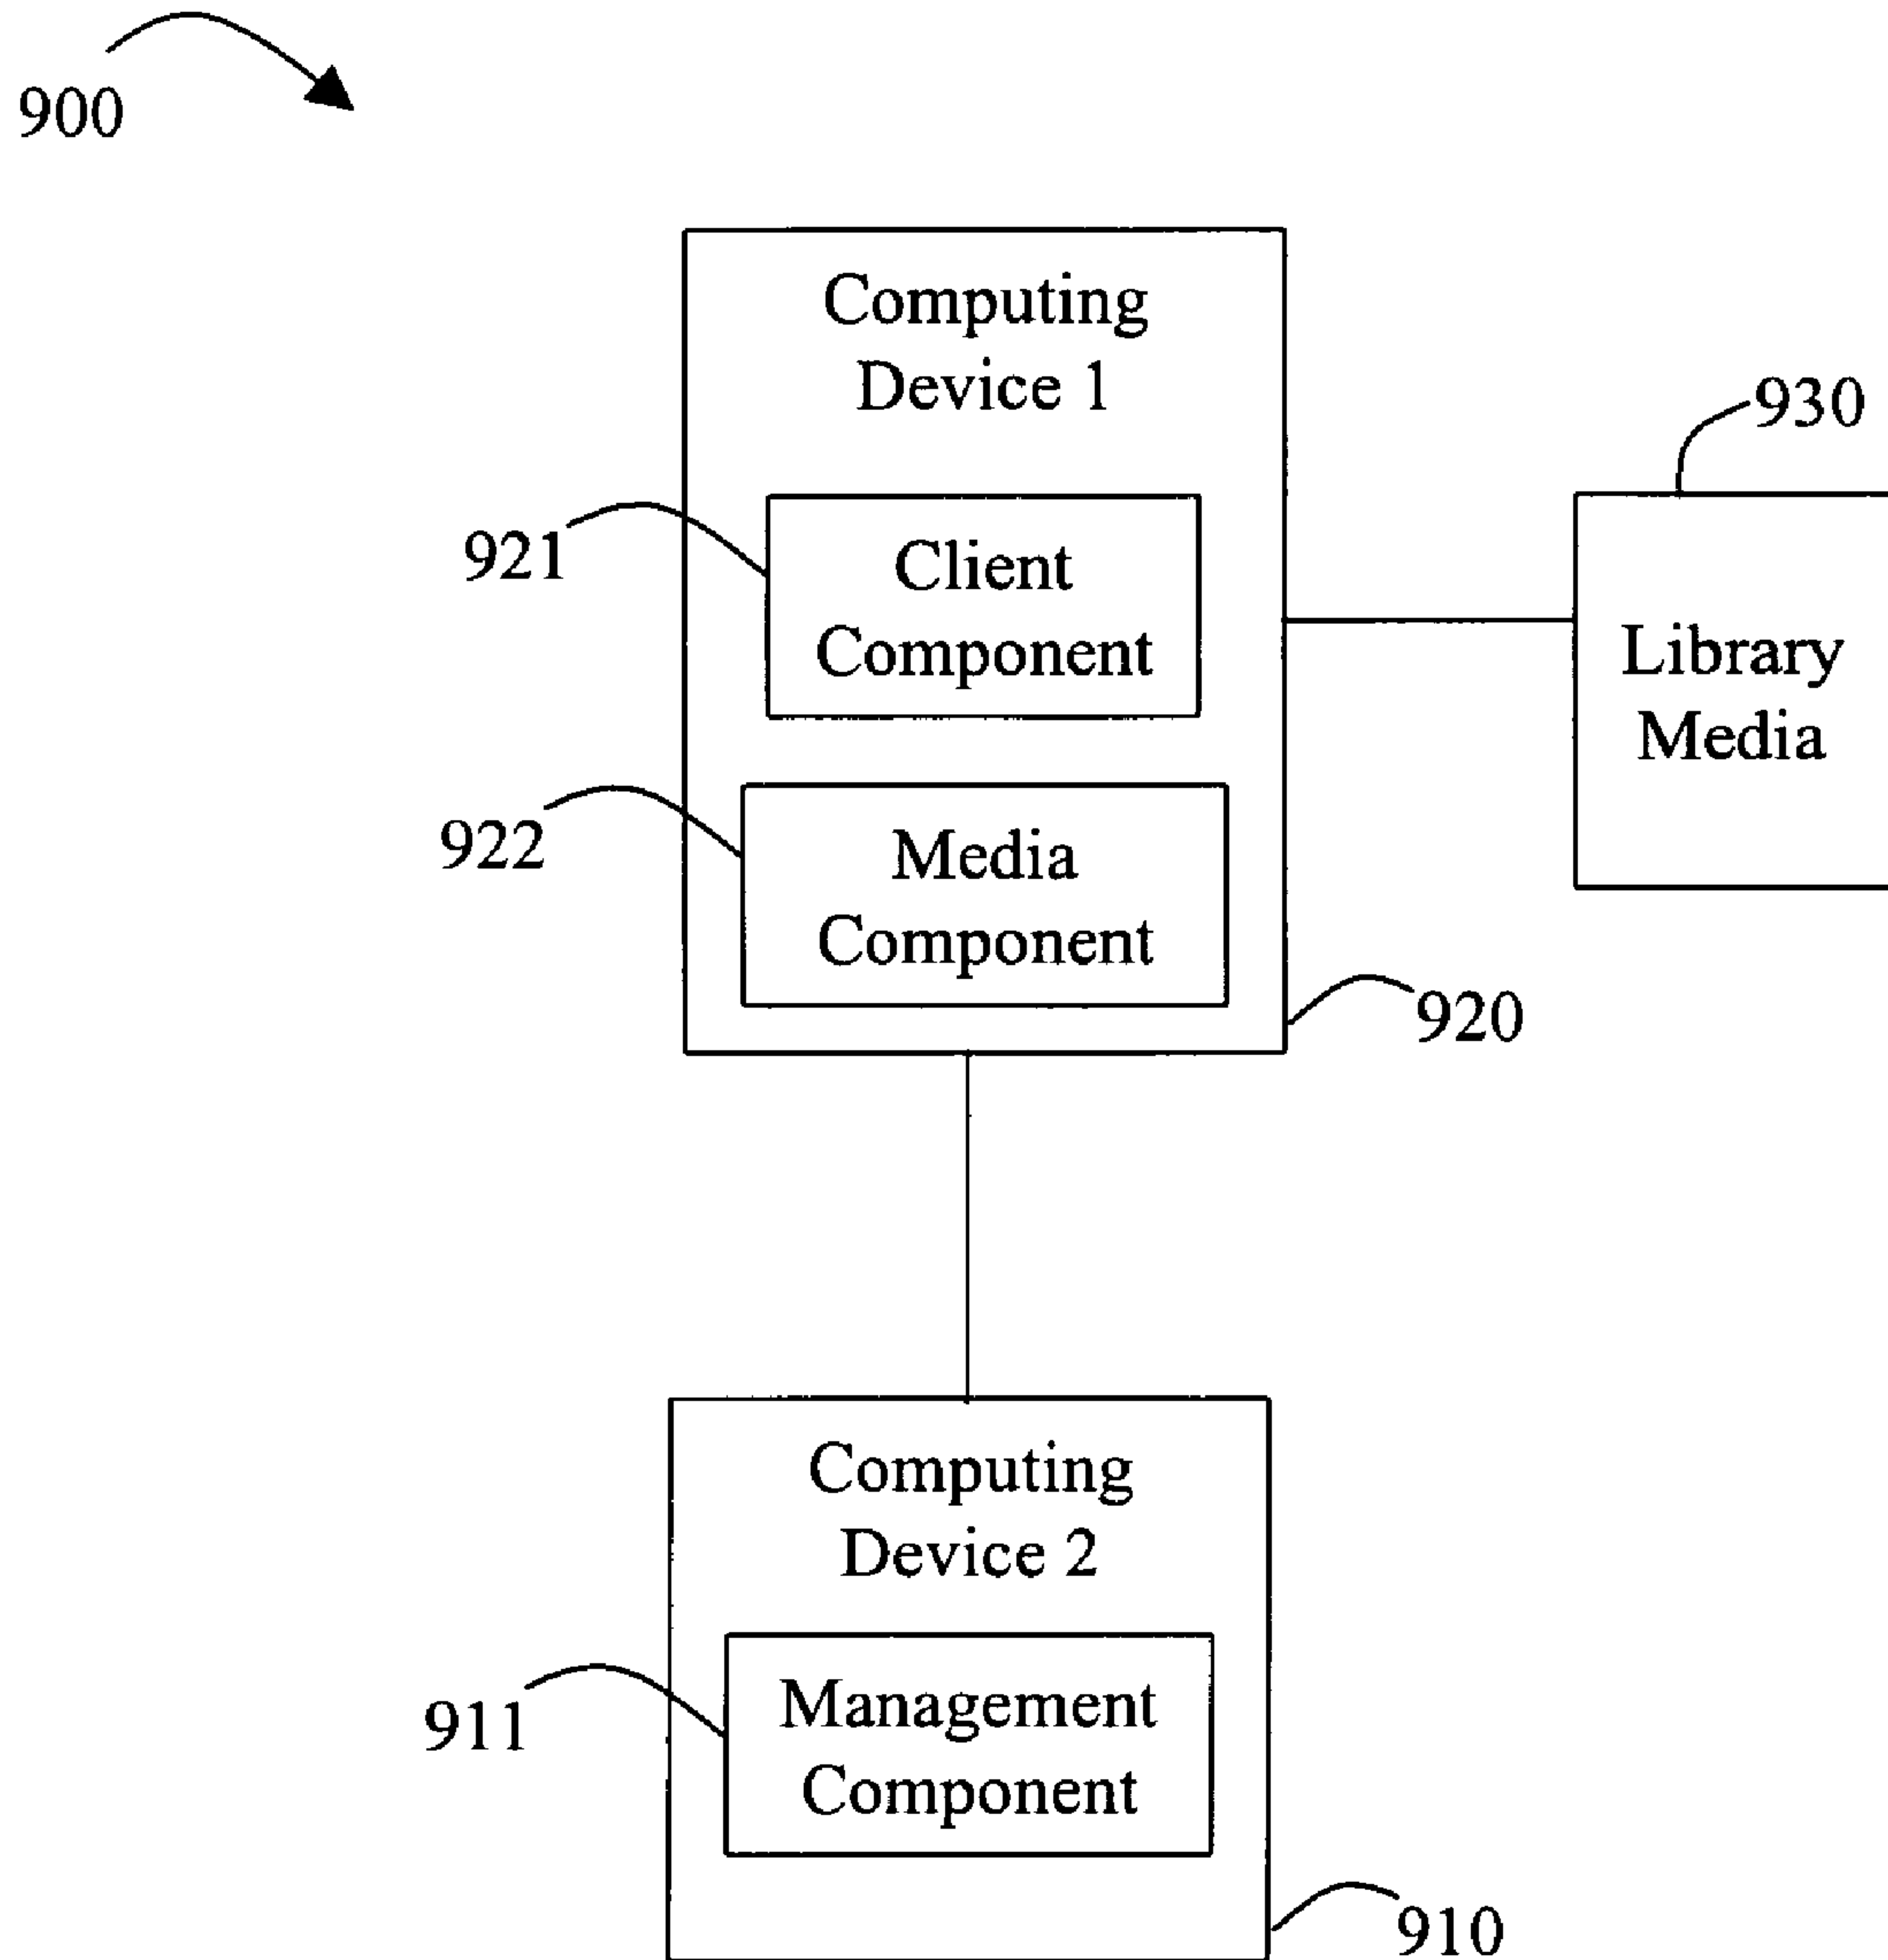 900
Computing
Device 1
930
921
Client
Component
Library
Media
922
Media
Component
920
Computing
Device 2
911
Management
Component
910